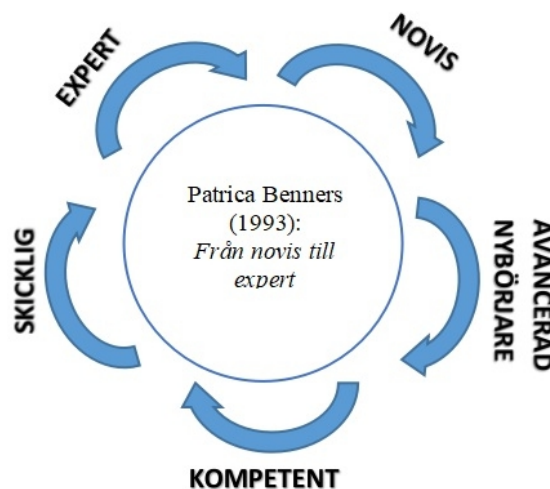 EXPERT
NOVIS
Patrica Benners
(1993):
Från novis till
expert
SKICKLIG
AVANCERAD
NYBÖRJARE
KOMPETENT